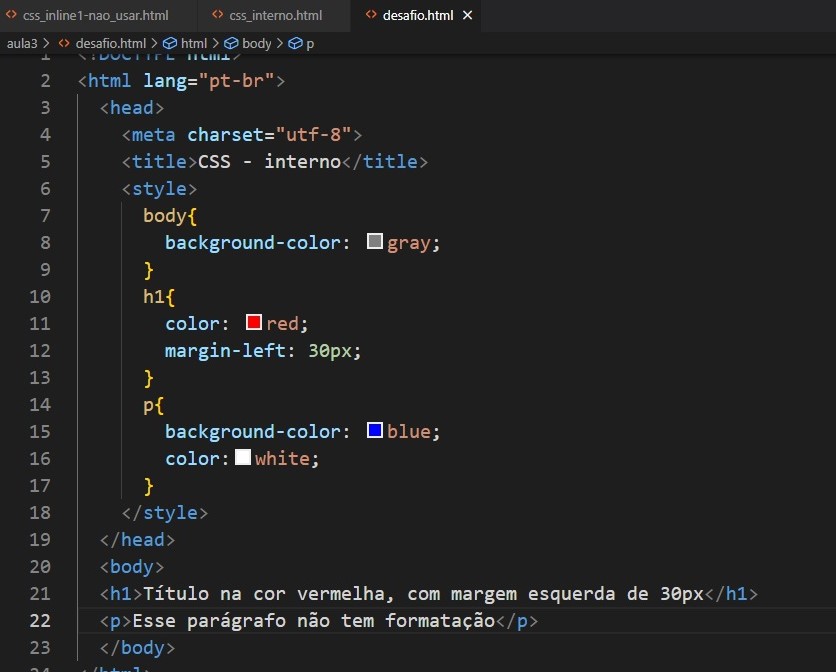 css_inline1-nao_usar.html css_interno.html desafio.html
aula3 > desafio.html > html > body > p
1 <!DOCTYPE html>
2 <html lang="pt-br">
3 <head>
4 <meta charset="utf-8">
5 <title>CSS - interno</title>
6 <style>
7 body{
8 background-color: gray;
9 }
10 h1{
11 color: red;
12 margin-left: 30px;
13 }
14 p{
15 background-color: blue;
16 color: white;
17 }
18 </style>
19 </head>
20 <body>
21 <h1>Título na cor vermelha, com margem esquerda de 30px</h1>
22 <p>Esse parágrafo não tem formatação</p>
23 </body>
24 </html>